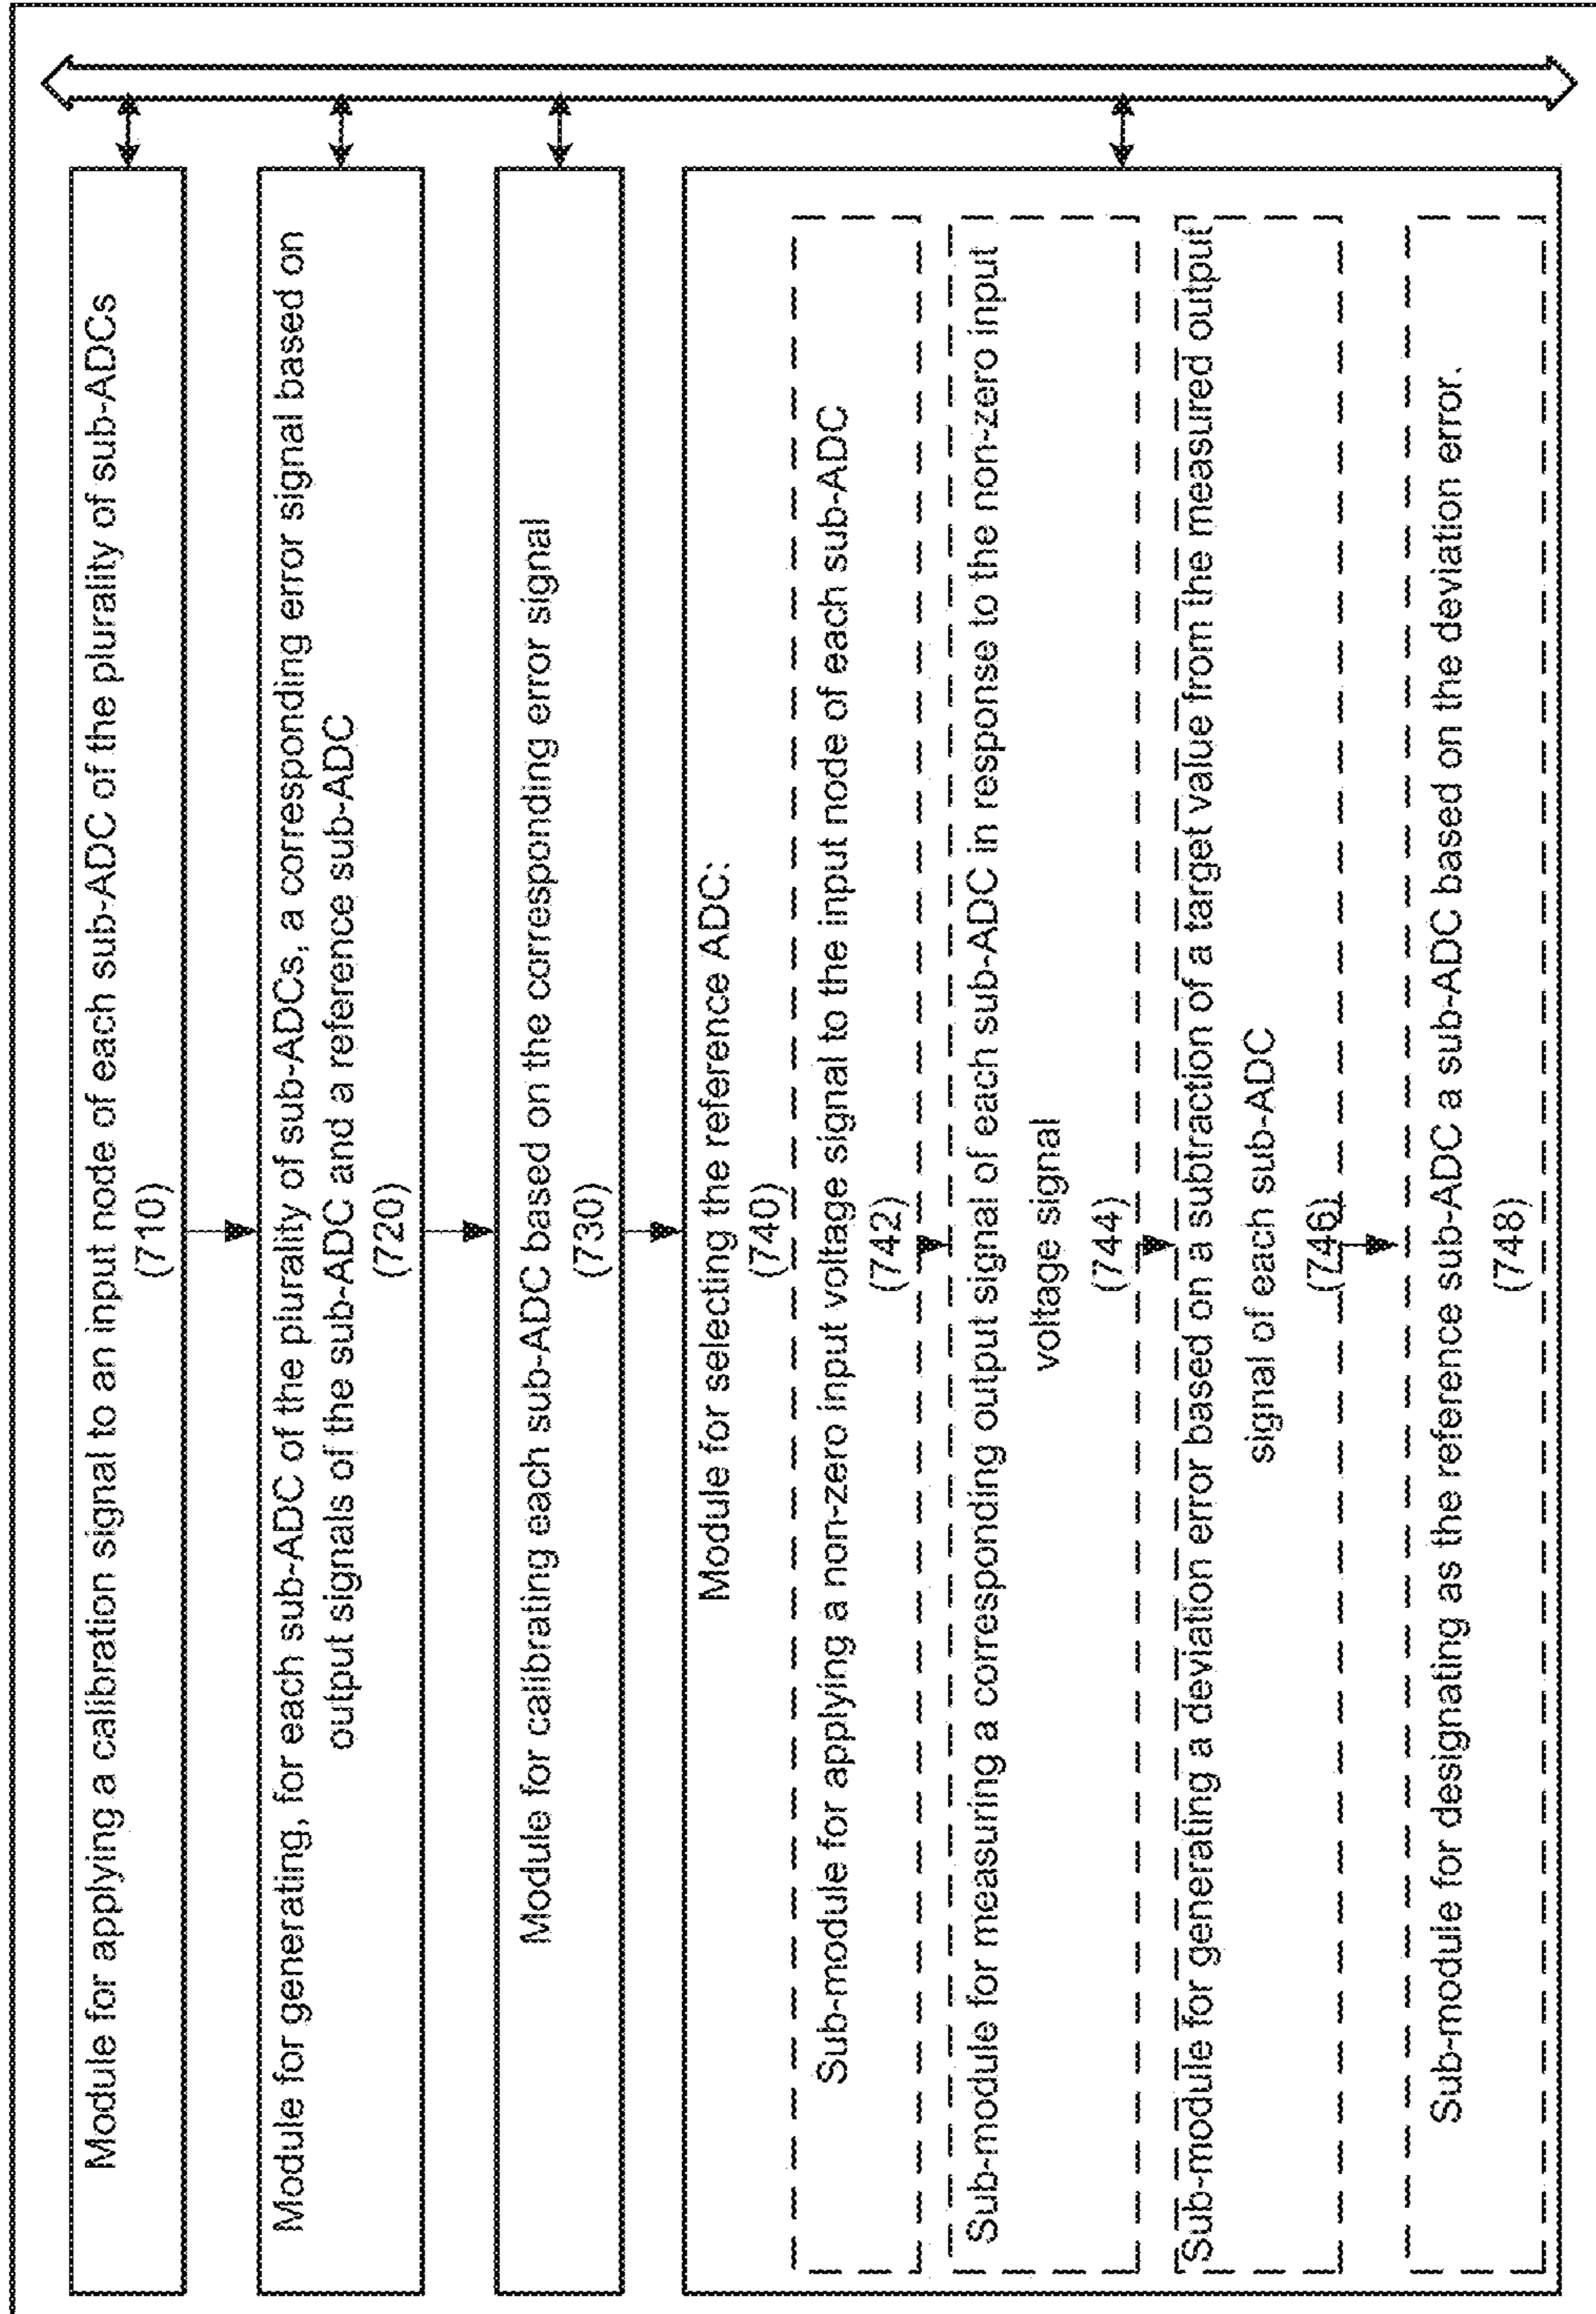 Module for applying a calibration signal to an input node of each sub-ADC of the plurality of sub-ADCs
(710)
Module for generating, for each sub-ADC of the plurality of sub-ADCs, a corresponding error signal based on
output signals of the sub-ADC and a reference sub-ADC
(720)
Module for calibrating each sub-ADC based on the corresponding error signal
(730)
Module for selecting the reference ADC:
(740)
Sub-module for applying a non-zero input voltage signal to the input node of each sub-ADC
(742)
Sub-module for measuring a corresponding output signal of each sub-ADC in response to the non-zero input
voltage signal
(744)
Sub-module for generating a deviation error based on a subtraction of a target value from the measured output
signal of each sub-ADC
(746)
Sub-module for designating as the reference sub-ADC a sub-ADC based on the deviation error.
(748)